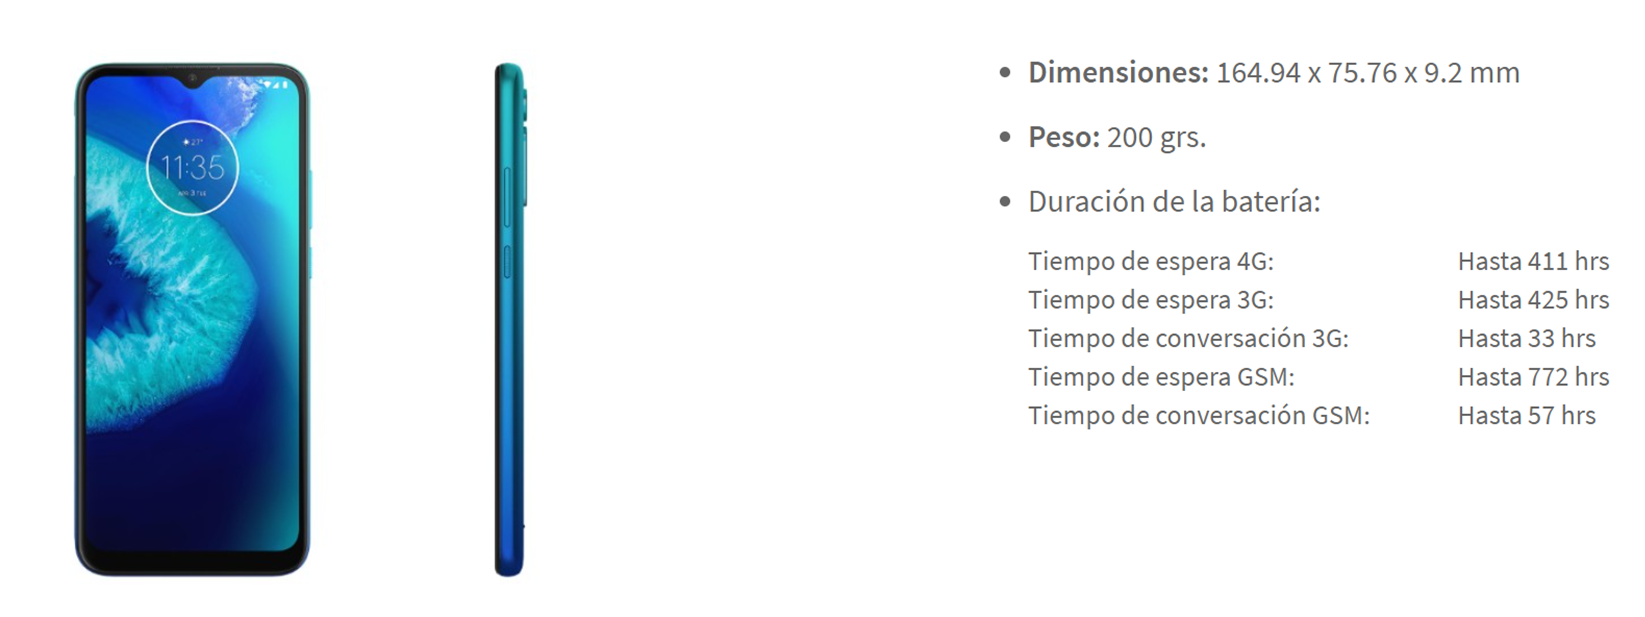 27°
11:35
Dimensiones: 164.94 x 75.76 x 9.2 mm
Peso: 200 grs.
Duración de la batería:
Tiempo de espera 4G: Hasta 411 hrs
Tiempo de espera 3G: Hasta 425 hrs
Tiempo de conversación 3G: Hasta 33 hrs
Tiempo de espera GSM: Hasta 772 hrs
Tiempo de conversación GSM: Hasta 57 hrs